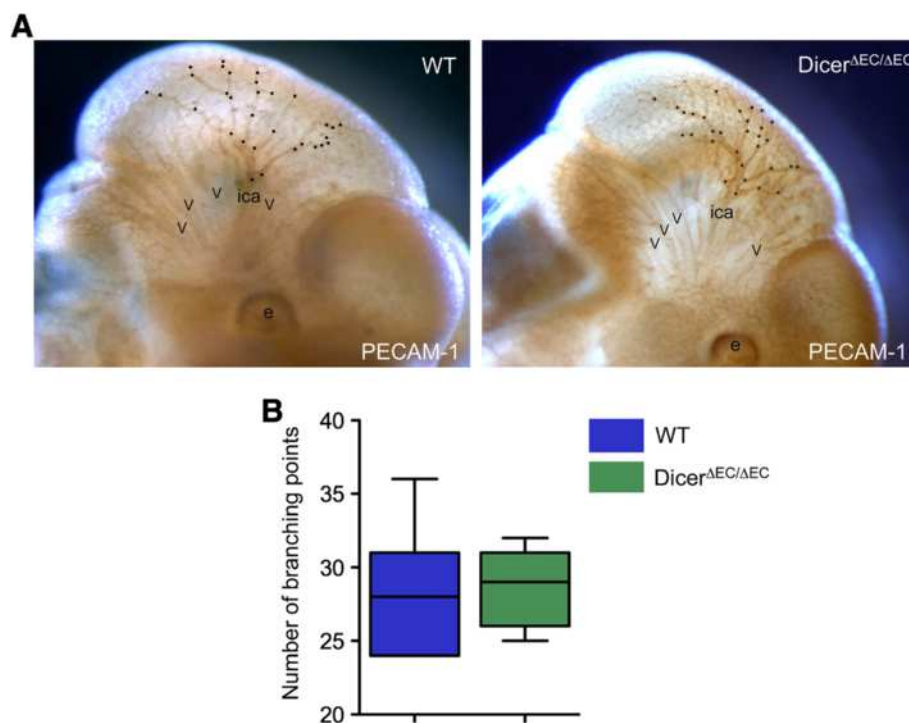 A
WT
Dicer^ΔEC/ΔEC
V
V
V
V
ica
e
PECAM-1
V
V
V
V
ica
e
PECAM-1
B
Number of branching points
40
35
30
25
20
WT
Dicer^ΔEC/ΔEC